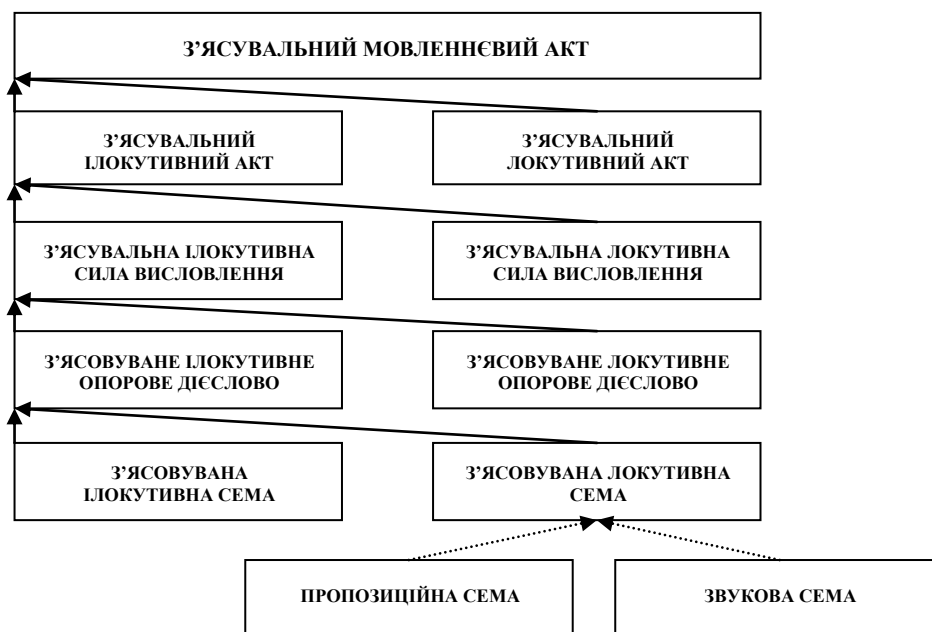 З’ЯСУВАЛЬНИЙ МОВЛЕННЄВИЙ АКТ
З’ЯСУВАЛЬНИЙ
ІЛОКУТИВНИЙ АКТ
З’ЯСУВАЛЬНИЙ
ЛОКУТИВНИЙ АКТ
З’ЯСУВАЛЬНА ІЛОКУТИВНА
СИЛА ВИСЛОВЛЕННЯ
З’ЯСУВАЛЬНА ЛОКУТИВНА
СИЛА ВИСЛОВЛЕННЯ
З’ЯСОВУВАНЕ ІЛОКУТИВНЕ
ОПОРОВЕ ДІЄСЛОВО
З’ЯСОВУВАНЕ ЛОКУТИВНЕ
ОПОРОВЕ ДІЄСЛОВО
З’ЯСОВУВАНА
ІЛОКУТИВНА СЕМА
З’ЯСОВУВАНА ЛОКУТИВНА
СЕМА
ПРОПОЗИЦІЙНА СЕМА
ЗВУКОВА СЕМА